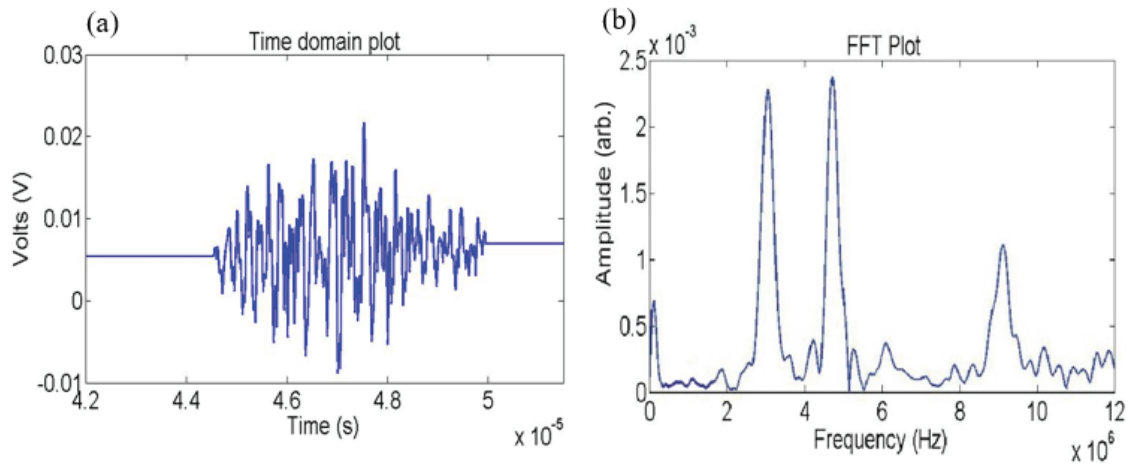 (a)
Time domain plot
0.03
0.02
0.01
0
-0.01
Volts (V)
4.2 4.4 4.6 4.8 5
Time (s)
x 10⁻⁵
(b)
x 10⁻³
FFT Plot
2.5
2
1.5
1
0.5
0
Amplitude (arb.)
0 2 4 6 8 10 12
Frequency (Hz)
x 10⁶